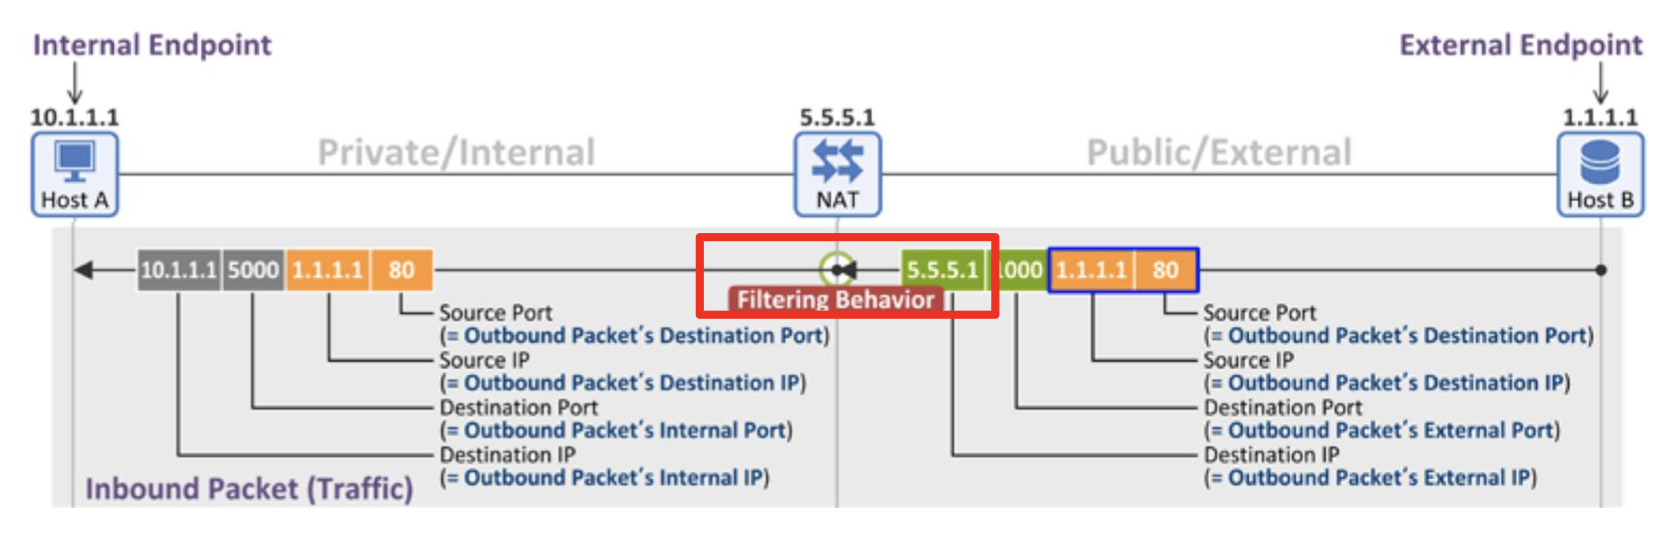 Internal Endpoint
External Endpoint
10.1.1.1
5.5.5.1
1.1.1.1
Private/Internal
Public/External
Host A
NAT
Host B
10.1.1.1 5000 1.1.1.1 80
5.5.5.1 1000 1.1.1.1 80
Filtering Behavior
Source Port
(= Outbound Packet's Destination Port)
Source IP
(= Outbound Packet's Destination IP)
Destination Port
(= Outbound Packet's Internal Port)
Destination IP
(= Outbound Packet's Internal IP)
Source Port
(= Outbound Packet's Destination Port)
Source IP
(= Outbound Packet's Destination IP)
Destination Port
(= Outbound Packet's External Port)
Destination IP
(= Outbound Packet's External IP)
Inbound Packet (Traffic)